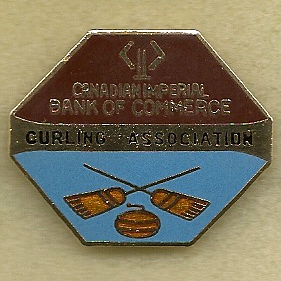 CANADIAN IMPERIAL
BANK OF COMMERCE
CURLING ASSOCIATION